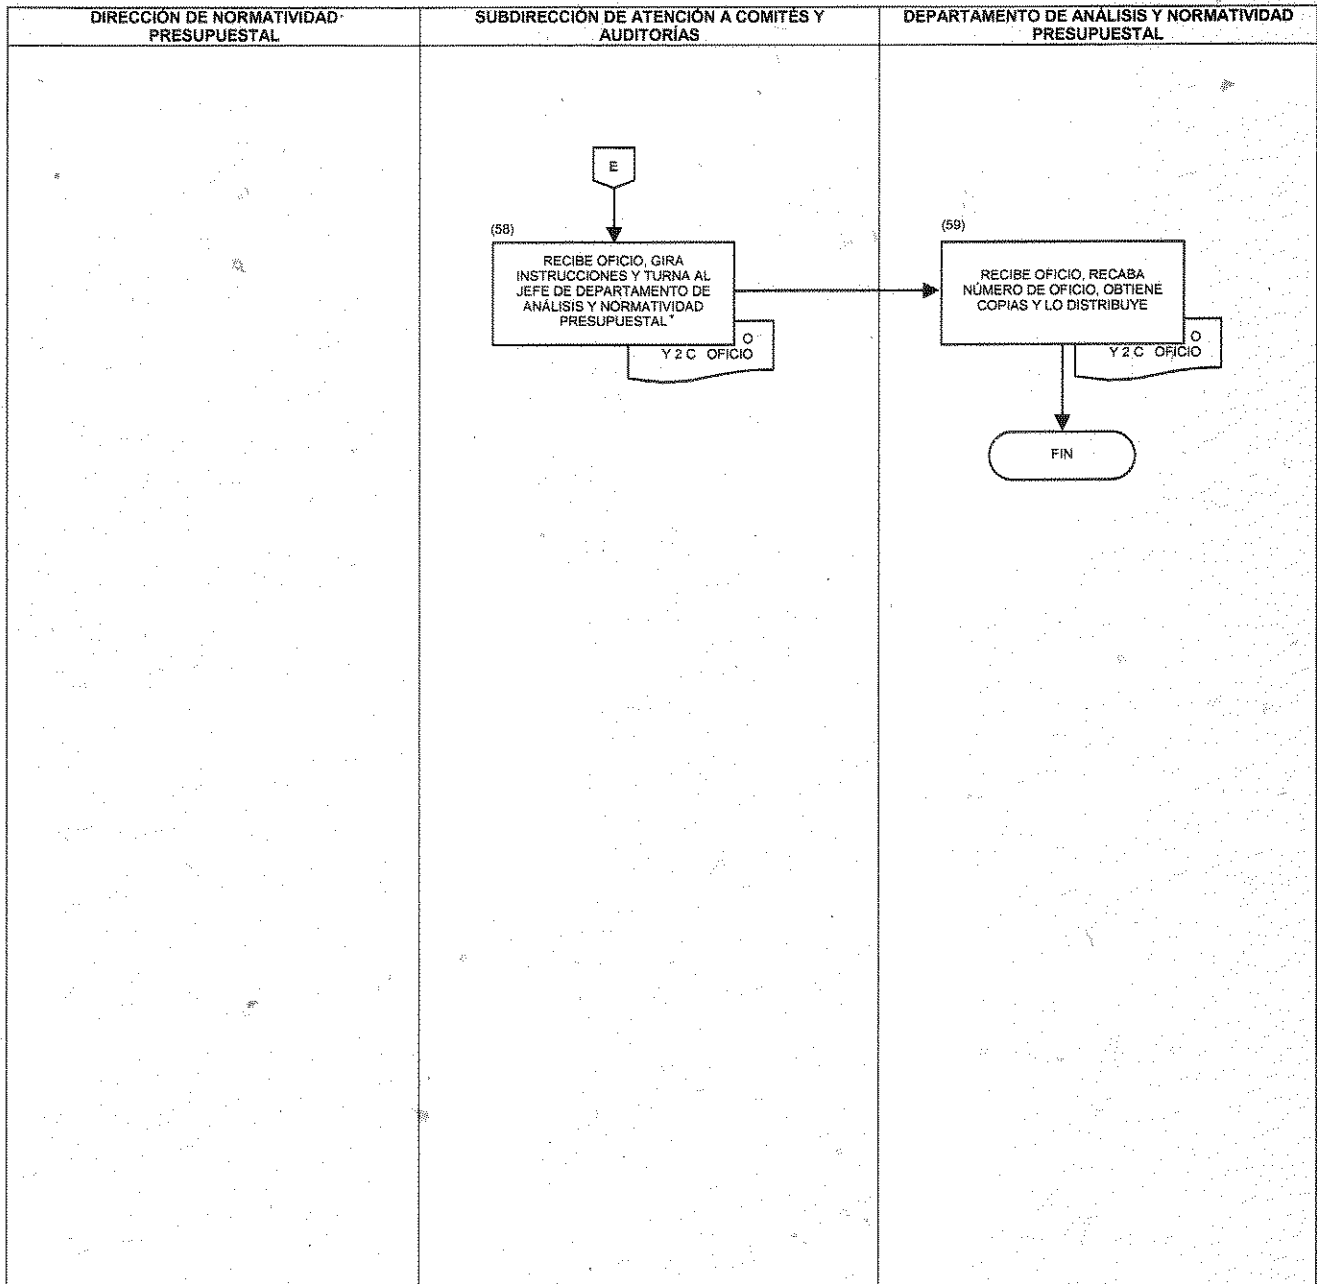 DIRECCIÓN DE NORMATIVIDAD
PRESUPUESTAL
SUBDIRECCIÓN DE ATENCIÓN A COMITÉS Y
AUDITORÍAS
DEPARTAMENTO DE ANÁLISIS Y NORMATIVIDAD
PRESUPUESTAL
E
(58)
RECIBE OFICIO, GIRA
INSTRUCCIONES Y TURNA AL
JEFE DE DEPARTAMENTO DE
ANÁLISIS Y NORMATIVIDAD
PRESUPUESTAL
O
Y 2 C OFICIO
(59)
RECIBE OFICIO, RECABA
NÚMERO DE OFICIO, OBTIENE
COPIAS Y LO DISTRIBUYE
O
Y 2 C OFICIO
FIN